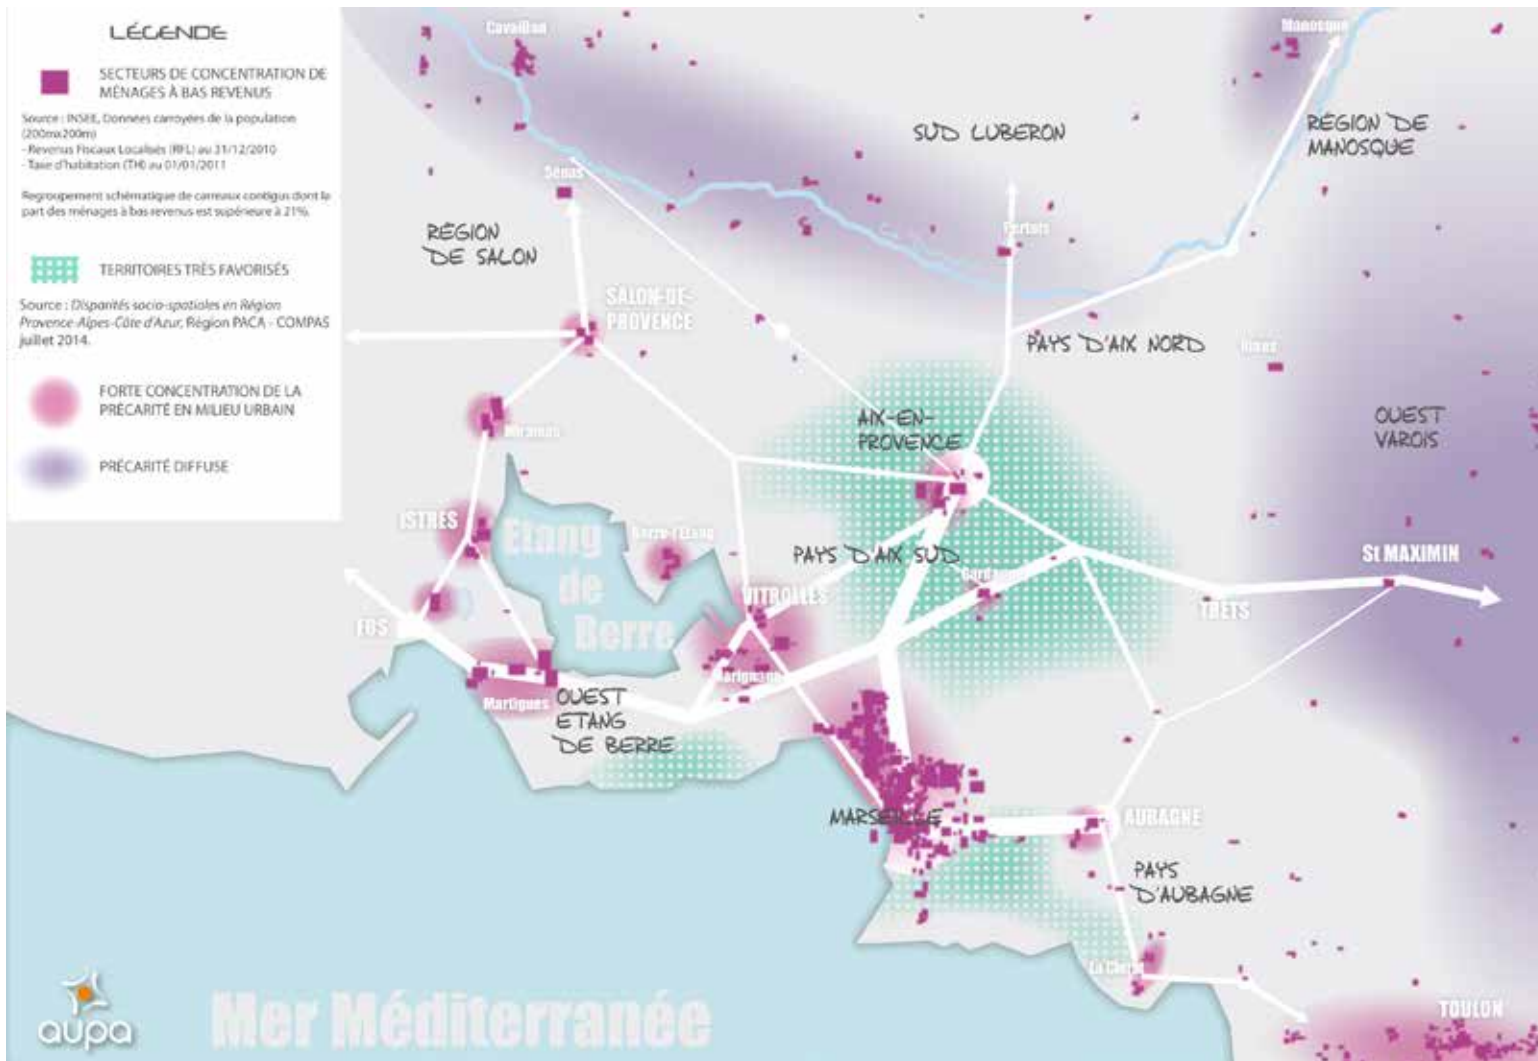 LÉGENDE
SECTEURS DE CONCENTRATION DE
MÉNAGES À BAS REVENUS
Source : INSEE, Données carroyées de la population
(200mx200m)
- Revenus Fiscaux Localisés (RFL) au 31/12/2010
- Taxe d'habitation (TH) au 01/01/2011
Regroupement schématique de carreaux contigus dont la
part des ménages à bas revenus est supérieure à 21%.
TERRITOIRES TRÈS FAVORISÉS
Source : Disparités socio-spatiales en Région
Provence-Alpes-Côte d'Azur, Région PACA - COMPAS
juillet 2014.
FORTE CONCENTRATION DE LA
PRÉCARITÉ EN MILIEU URBAIN
PRÉCARITÉ DIFFUSE
Cavaillon
Manosque
SUD LUBERON
RÉGION DE
MANOSQUE
Sénas
RÉGION
DE SALON
Pertuis
SALON-DE-
PROVENCE
PAYS D'AIX NORD
Rians
AIX-EN-
PROVENCE
OUEST
VAROIS
Miramas
ISTRES
Etang
de
Berre
Berre-l'Etang
PAYS D'AIX SUD
St MAXIMIN
Gardanne
VITROLLES
TRETS
FOS
Marignane
Martigues
OUEST
ETANG
DE BERRE
MARSEILLE
AUBAGNE
PAYS
D'AUBAGNE
La Ciotat
TOULON
Mer Méditerranée
aupa